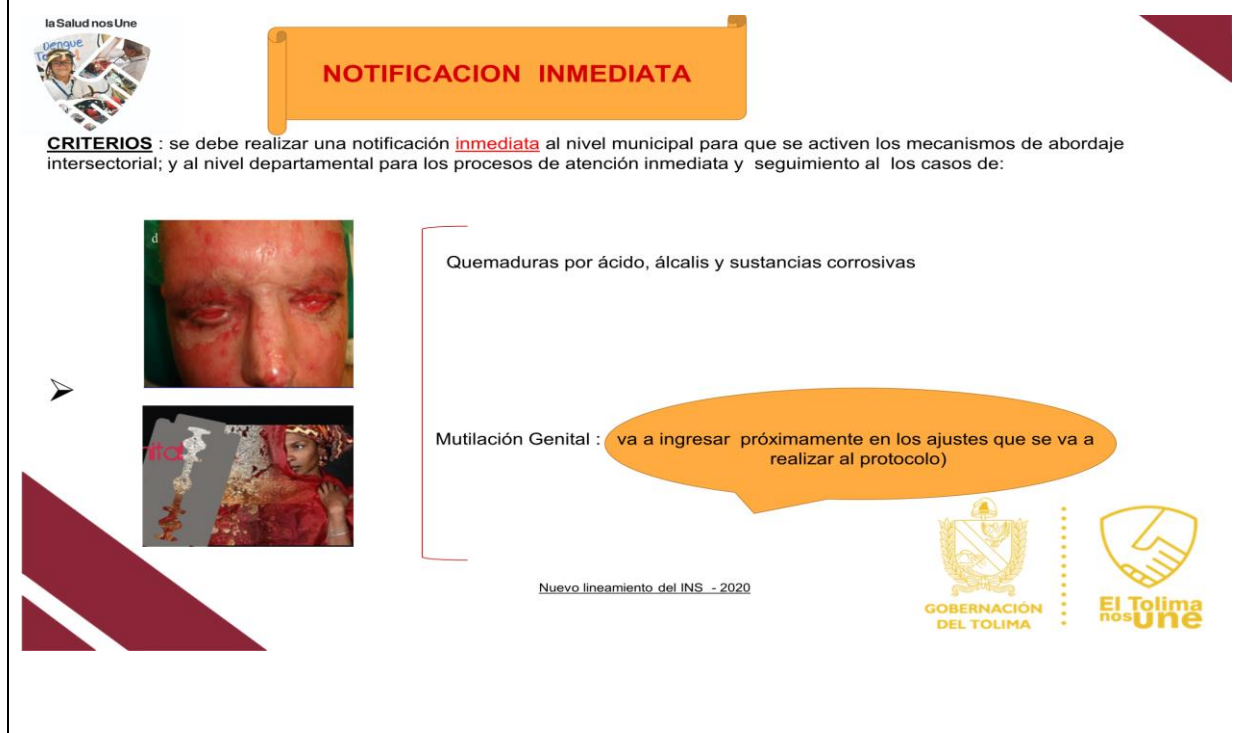 la Salud nos Une
Dengue
NOTIFICACION INMEDIATA
CRITERIOS : se debe realizar una notificación inmediata al nivel municipal para que se activen los mecanismos de abordaje
intersectorial; y al nivel departamental para los procesos de atención inmediata y seguimiento al los casos de:
d
Quemaduras por ácido, álcalis y sustancias corrosivas
Mutilación Genital : va a ingresar próximamente en los ajustes que se va a
realizar al protocolo)
Nuevo lineamiento del INS - 2020
GOBERNACIÓN
DEL TOLIMA
El Tolima
nos une